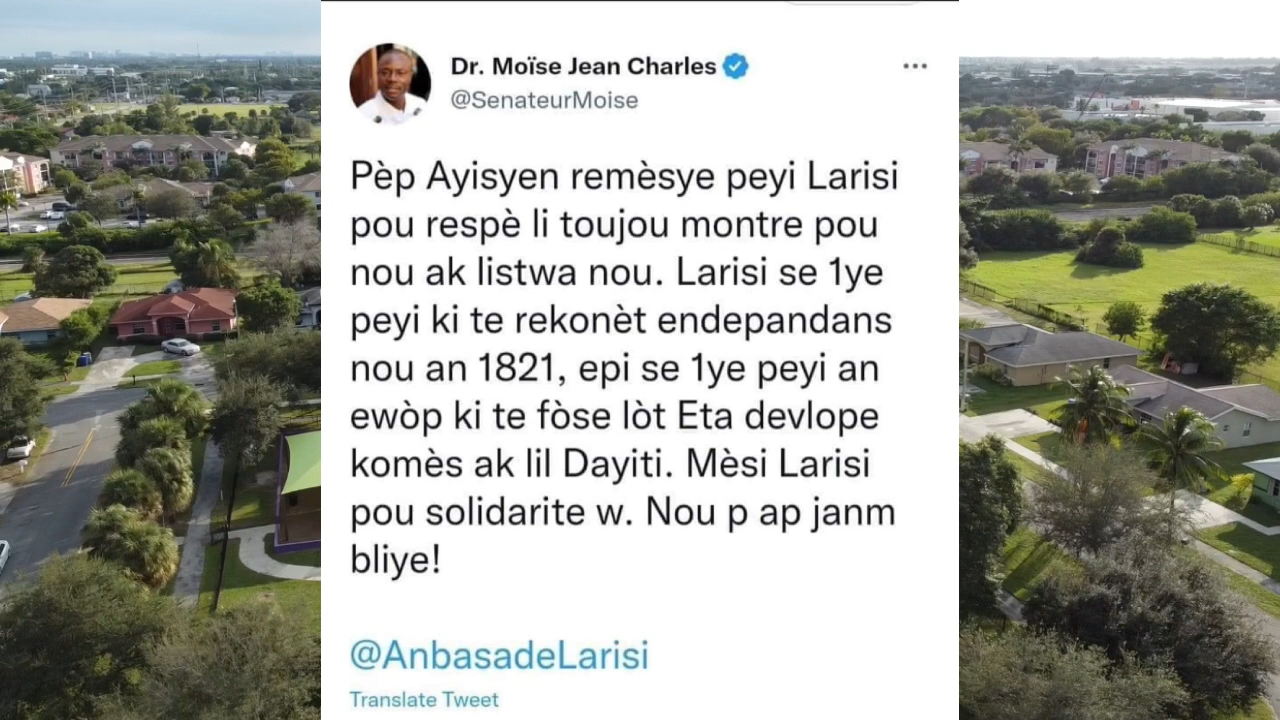 Dr. Moïse Jean Charles
@SenateurMoise
Pèp Ayisyen remèsye peyi Larisi
pou respè li toujou montre pou
nou ak listwa nou. Larisi se 1ye
peyi ki te rekonèt endepandans
nou an 1821, epi se 1ye peyi an
ewòp ki te fòse lòt Eta devlope
komès ak lil Dayiti. Mèsi Larisi
pou solidarite w. Nou p ap janm
bliye!
@AnbasadeLarisi
Translate Tweet